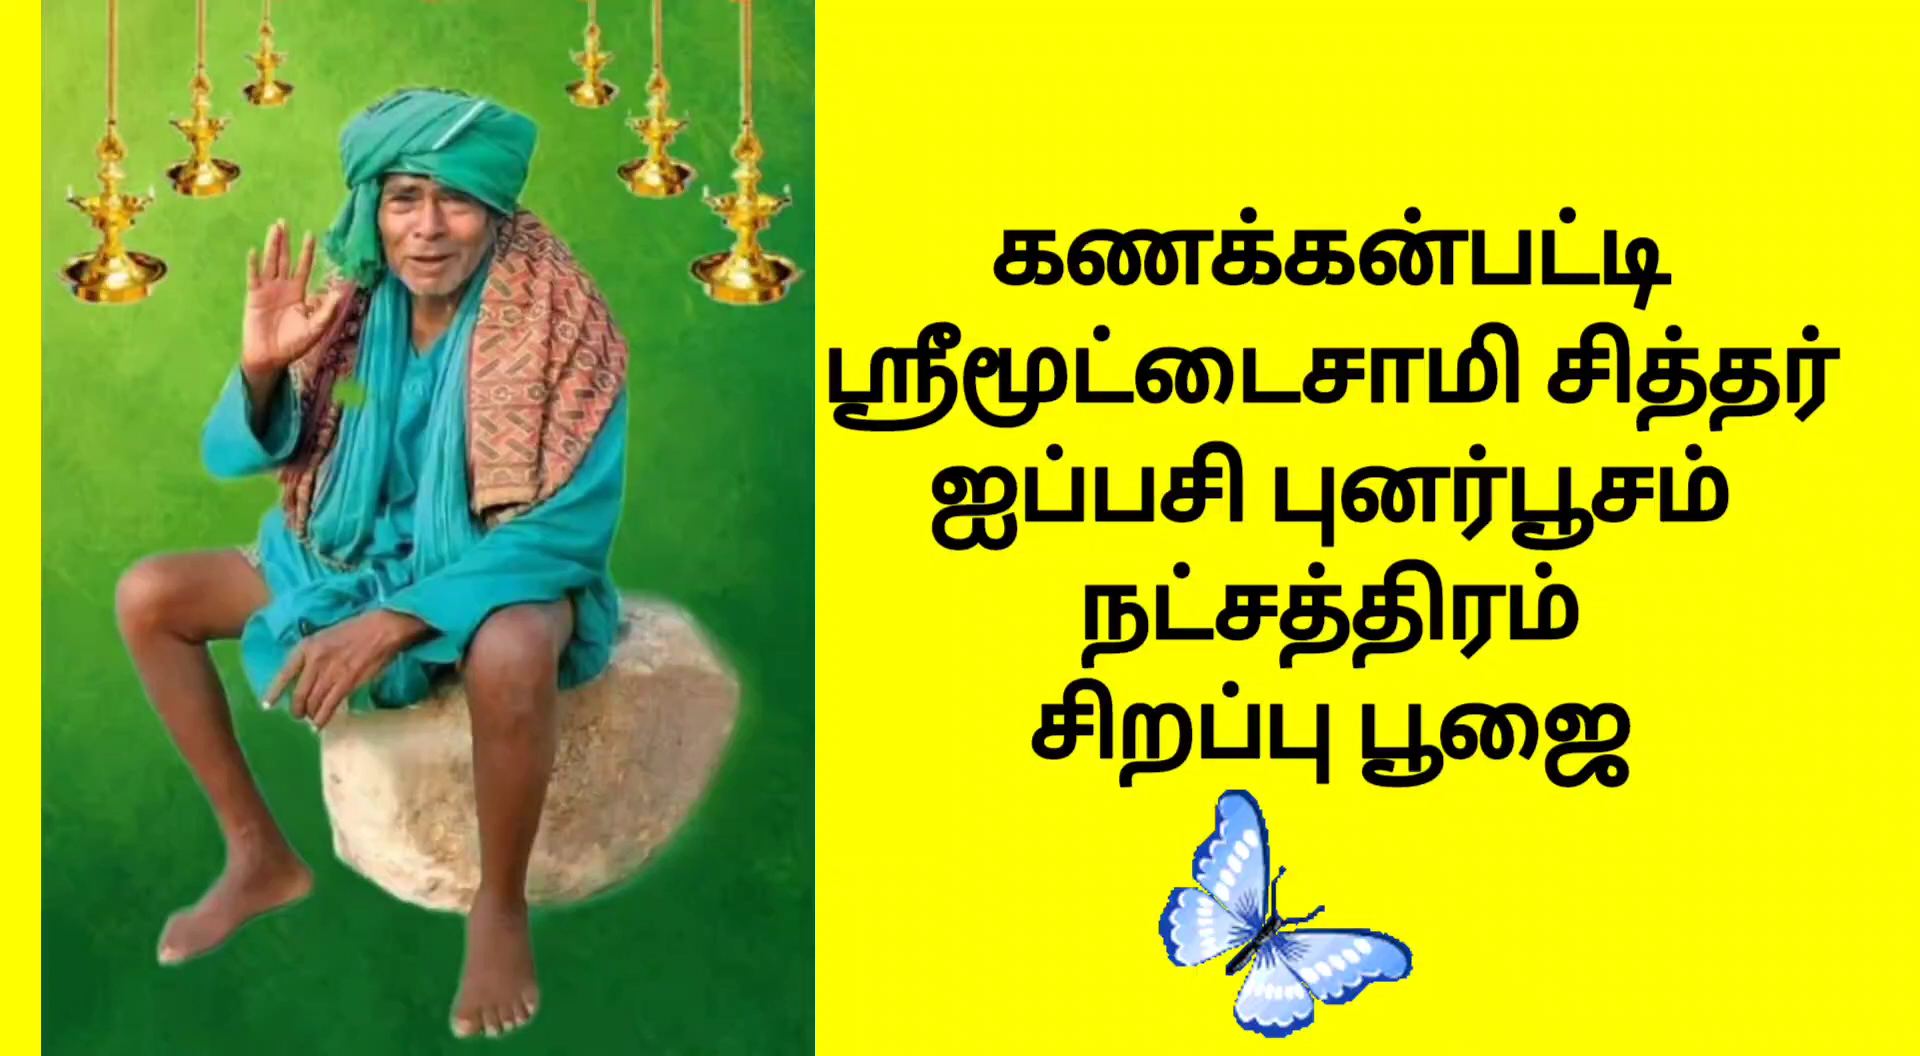 கணக்கன்பட்டி
ஸ்ரீமூட்டைசாமி சித்தர்
ஐப்பசி புனர்பூசம்
நட்சத்திரம்
சிறப்பு பூஜை